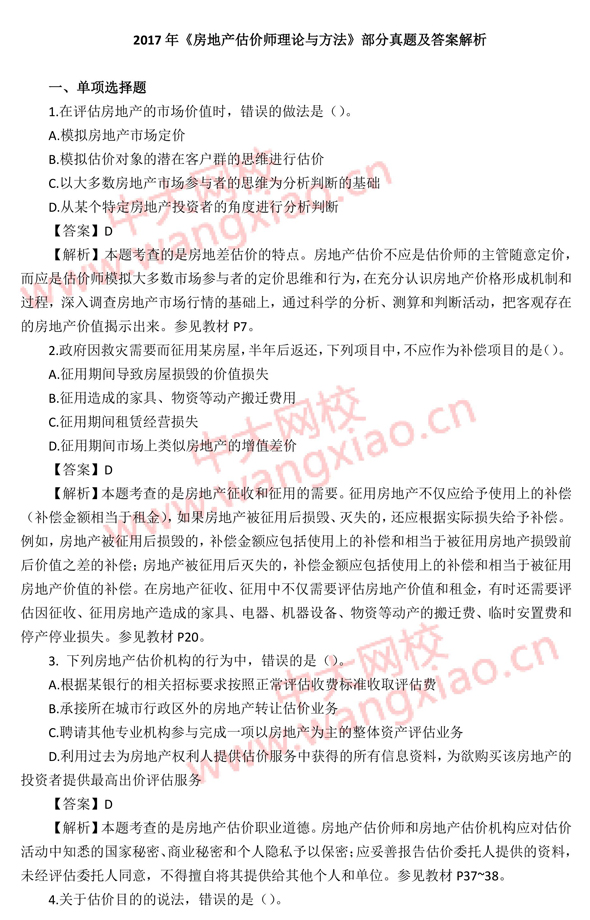 2017 年《房地产估价师理论与方法》部分真题及答案解析
一、单项选择题
1.在评估房地产的市场价值时，错误的做法是（）。
A.模拟房地产市场定价
B.模拟估价对象的潜在客户群的思维进行估价
C.以大多数房地产市场参与者的思维为分析判断的基础
D.从某个特定房地产投资者的角度进行分析判断
【答案】D
【解析】本题考查的是房地差估价的特点。房地产估价不应是估价师的主管随意定价，
而应是估价师模拟大多数市场参与者的定价思维和行为，在充分认识房地产价格形成机制和
过程，深入调查房地产市场行情的基础上，通过科学的分析、测算和判断活动，把客观存在
的房地产价值揭示出来。参见教材 P7。
2.政府因救灾需要而征用某房屋，半年后返还，下列项目中，不应作为补偿项目的是（）。
A.征用期间导致房屋损毁的价值损失
B.征用造成的家具、物资等动产搬迁费用
C.征用期间租赁经营损失
D.征用期间市场上类似房地产的增值差价
【答案】D
【解析】本题考查的是房地产征收和征用的需要。征用房地产不仅应给予使用上的补偿
（补偿金额相当于租金），如果房地产被征用后损毁、灭失的，还应根据实际损失给予补偿。
例如，房地产被征用后损毁的，补偿金额应包括使用上的补偿和相当于被征用房地产损毁前
后价值之差的补偿；房地产被征用后灭失的，补偿金额应包括使用上的补偿和相当于被征用
房地产价值的补偿。在房地产征收、征用中不仅需要评估房地产价值和租金，有时还需要评
估因征收、征用房地产造成的家具、电器、机器设备、物资等动产的搬迁费、临时安置费和
停产停业损失。参见教材 P20。
3. 下列房地产估价机构的行为中，错误的是（）。
A.根据某银行的相关招标要求按照正常评估收费标准收取评估费
B.承接所在城市行政区外的房地产转让估价业务
C.聘请其他专业机构参与完成一项以房地产为主的整体资产评估业务
D.利用过去为房地产权利人提供估价服务中获得的所有信息资料，为欲购买该房地产的
投资者提供最高出价评估服务
【答案】D
【解析】本题考查的是房地产估价职业道德。房地产估价师和房地产估价机构应对估价
活动中知悉的国家秘密、商业秘密和个人隐私予以保密；应妥善报告估价委托人提供的资料，
未经估价委托人同意，不得擅自将其提供给其他个人和单位。参见教材 P37~38。
4.关于估价目的的说法，错误的是（）。
中大网校
www.wangxiao.cn
中大网校
www.wangxiao.cn
中大网校
www.wangxiao.cn